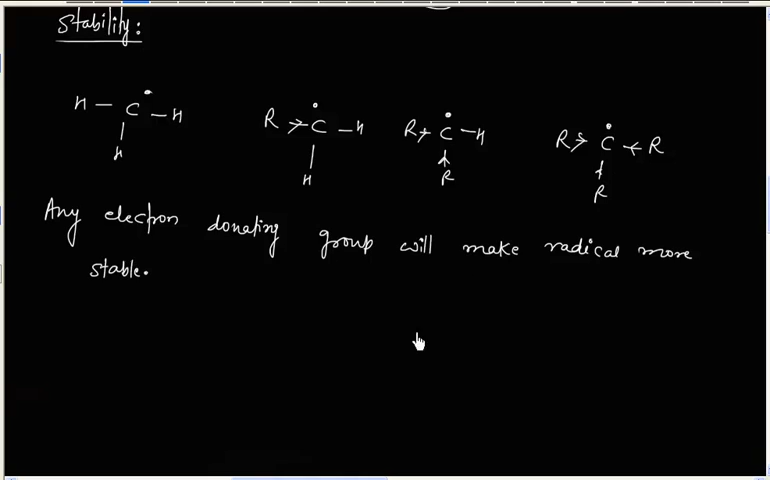 Stability:
H — Ċ — H
H
R → Ċ — H
H
R → Ċ — H
R
R → Ċ ← R
R
Any electron donating group will make radical more
stable.